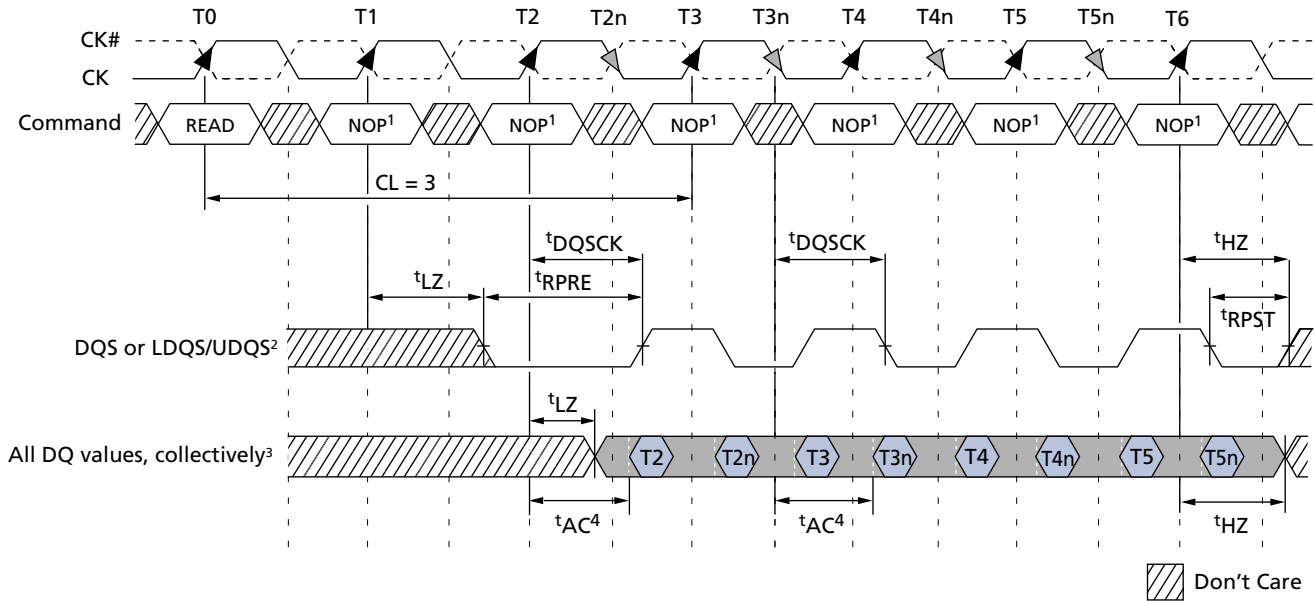 T0 T1 T2 T2n T3 T3n T4 T4n T5 T5n T6
CK#
CK
Command READ NOP¹ NOP¹ NOP¹ NOP¹ NOP¹ NOP¹
CL = 3
ᵗDQSCK ᵗDQSCK ᵗHZ
ᵗLZ ᵗRPRE
ᵗRPST
DQS or LDQS/UDQS²
ᵗLZ
All DQ values, collectively³ T2 T2n T3 T3n T4 T4n T5 T5n
ᵗAC⁴ ᵗAC⁴ ᵗHZ
Don't Care